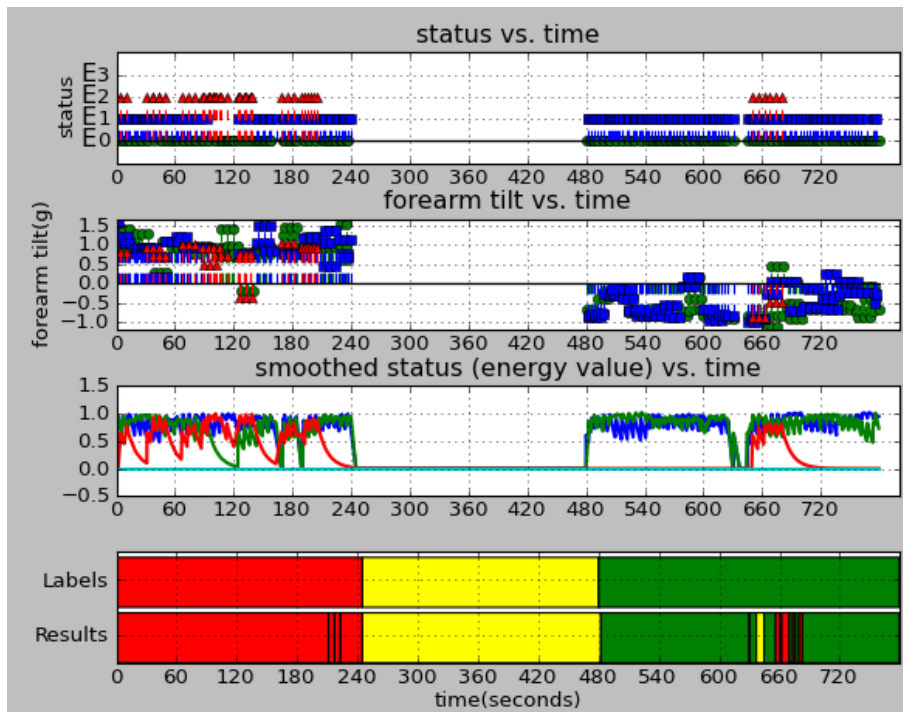 status vs. time
status
E3
E2
E1
E0
0 60 120 180 240 300 360 420 480 540 600 660 720
forearm tilt vs. time
forearm tilt(g)
1.5
1.0
0.5
0.0
−0.5
−1.0
0 60 120 180 240 300 360 420 480 540 600 660 720
smoothed status (energy value) vs. time
1.5
1.0
0.5
0.0
−0.5
0 60 120 180 240 300 360 420 480 540 600 660 720
Labels
Results
0 60 120 180 240 300 360 420 480 540 600 660 720
time(seconds)